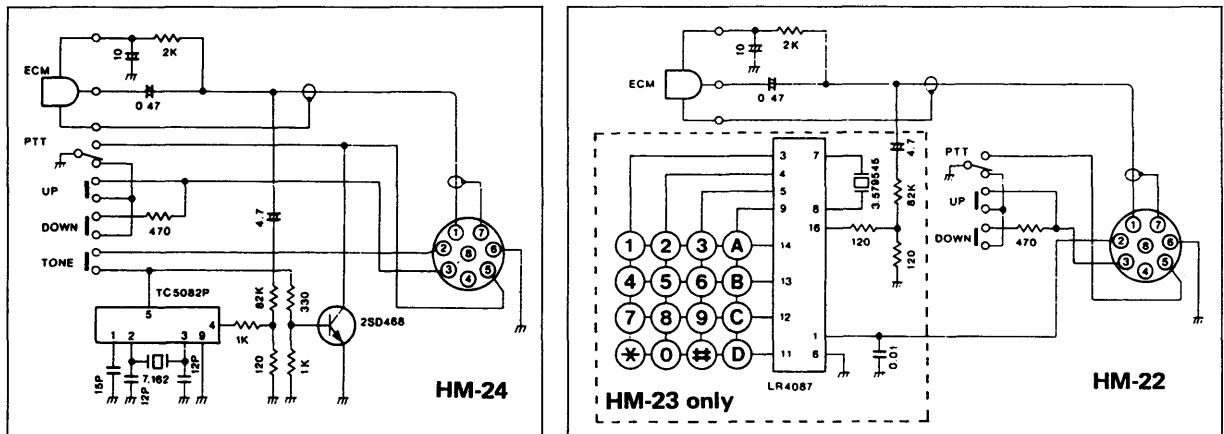 ECM
10
2K
0 47
PTT
UP
DOWN
470
TONE
4.7
TC5082P
5
4
1 2 3 9
1K
82K
330
120
1K
2SD468
15P
12P
7.162
12P
1
7
2
8
6
3
4
5
HM-24
ECM
10
2K
0 47
4.7
82K
120
120
3
4
5
9
14
13
12
11
7
8
16
1
6
3.579545
LR4087
0.01
1 2 3 A
4 5 6 B
7 8 9 C
* 0 # D
HM-23 only
PTT
UP
DOWN
470
1
7
2
8
6
3
4
5
HM-22